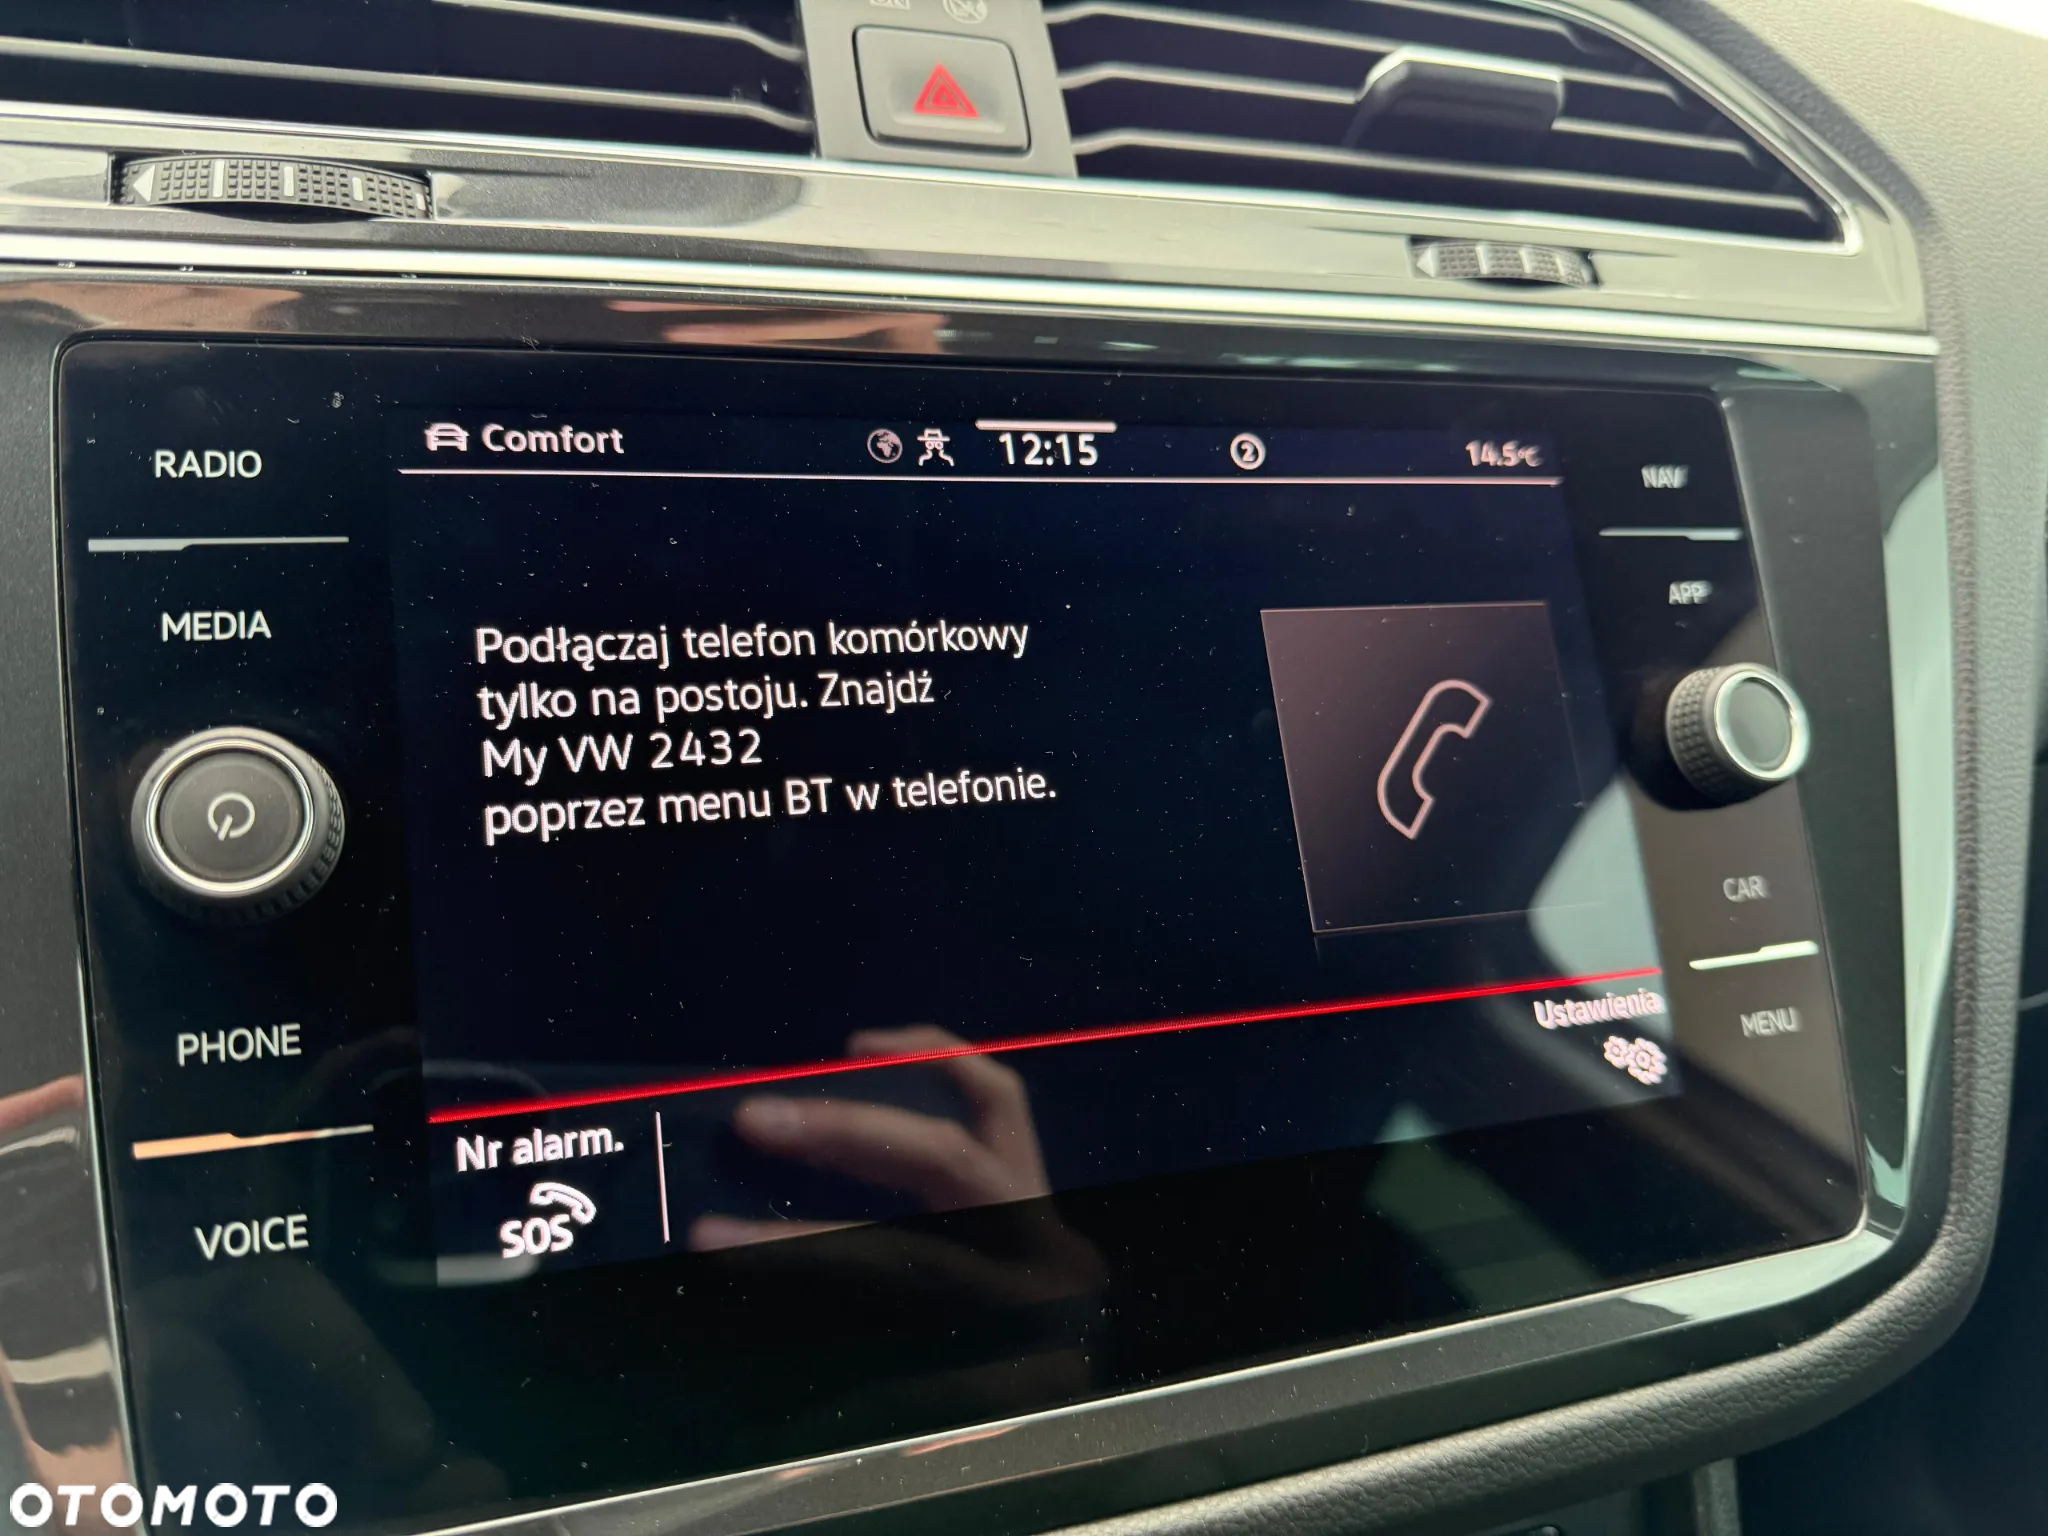 RADIO
MEDIA
PHONE
VOICE
Comfort
12:15
2
14.5°C
Podłączaj telefon komórkowy
tylko na postoju. Znajdź
My VW 2432
poprzez menu BT w telefonie.
Ustawienia
Nr alarm.
SOS
NAV
APP
CAR
MENU
OTOMOTO